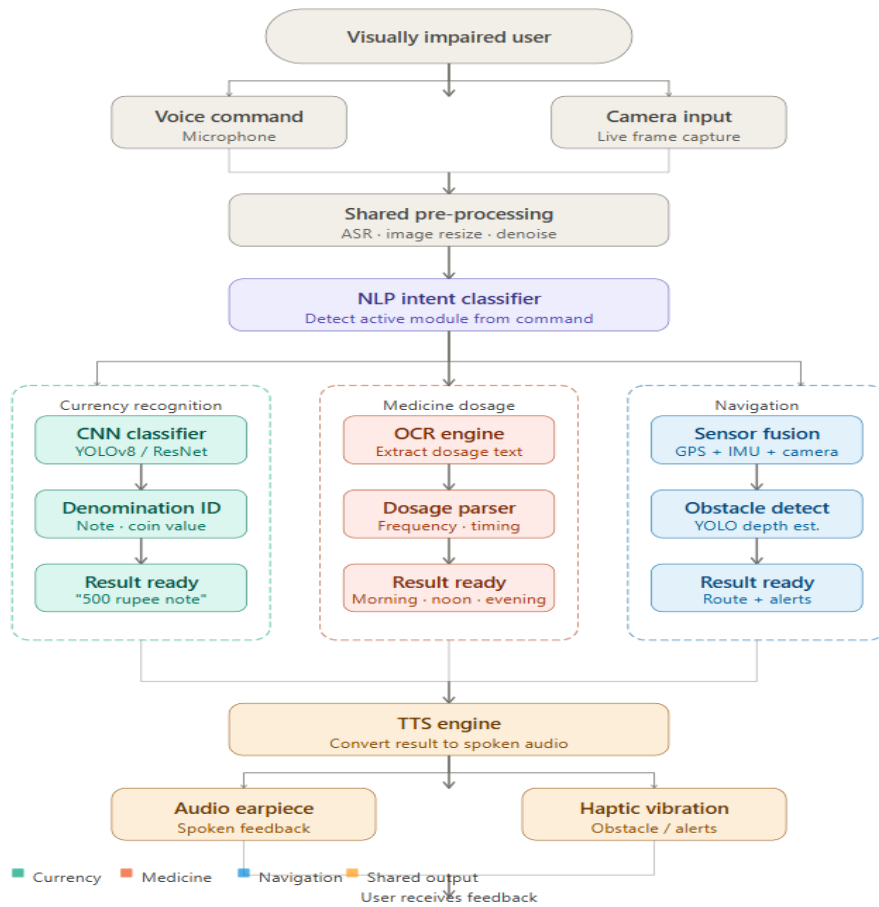 Visually impaired user
Voice command
Microphone
Camera input
Live frame capture
Shared pre-processing
ASR · image resize · denoise
NLP intent classifier
Detect active module from command
Currency recognition
CNN classifier
YOLOv8 / ResNet
Denomination ID
Note · coin value
Result ready
"500 rupee note"
Medicine dosage
OCR engine
Extract dosage text
Dosage parser
Frequency · timing
Result ready
Morning · noon · evening
Navigation
Sensor fusion
GPS + IMU + camera
Obstacle detect
YOLO depth est.
Result ready
Route + alerts
TTS engine
Convert result to spoken audio
Audio earpiece
Spoken feedback
Haptic vibration
Obstacle / alerts
Currency Medicine Navigation Shared output
User receives feedback